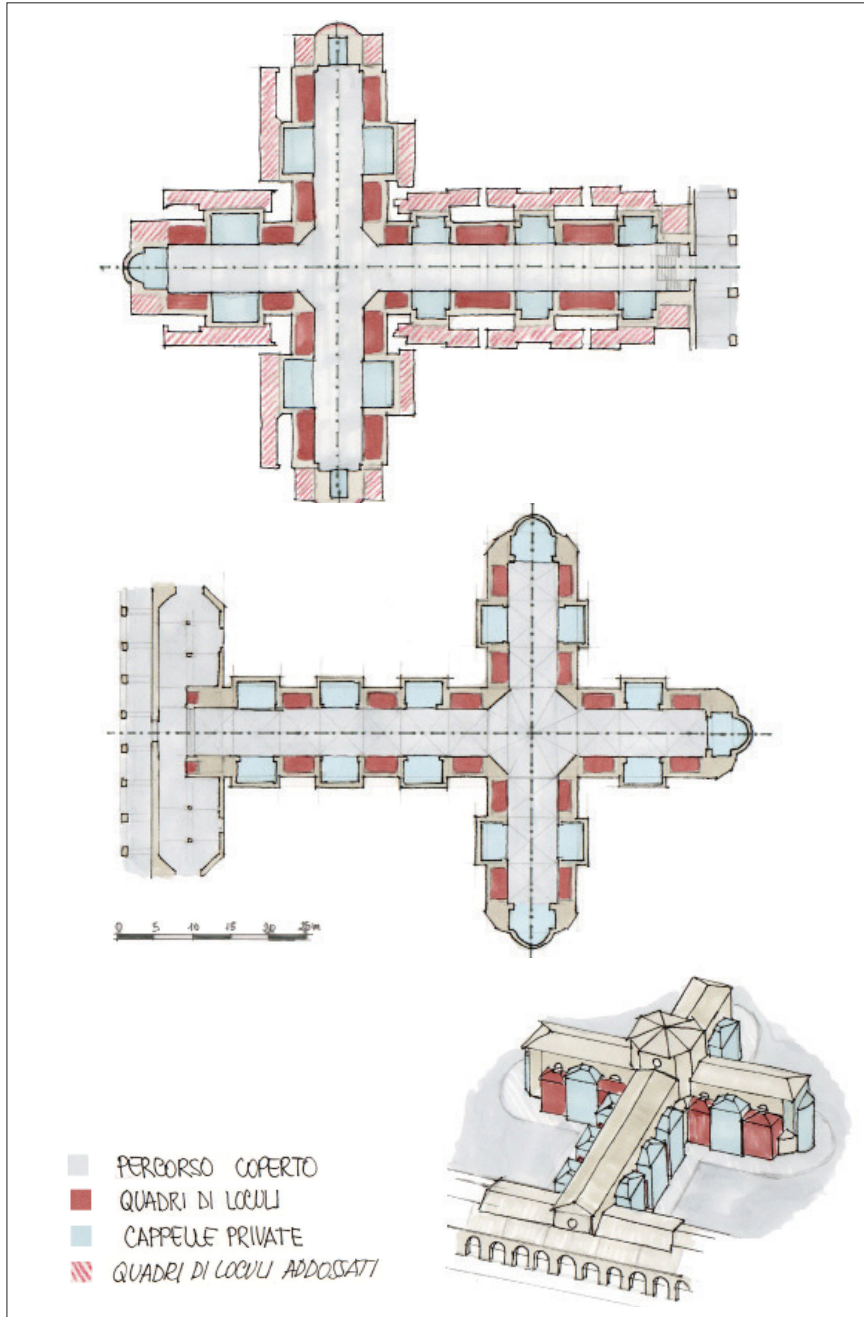 0 5 10 15 20 25m
PERCORSO COPERTO
QUADRI DI LOCULI
CAPPELLE PRIVATE
QUADRI DI LOCULI ADDOSSATI